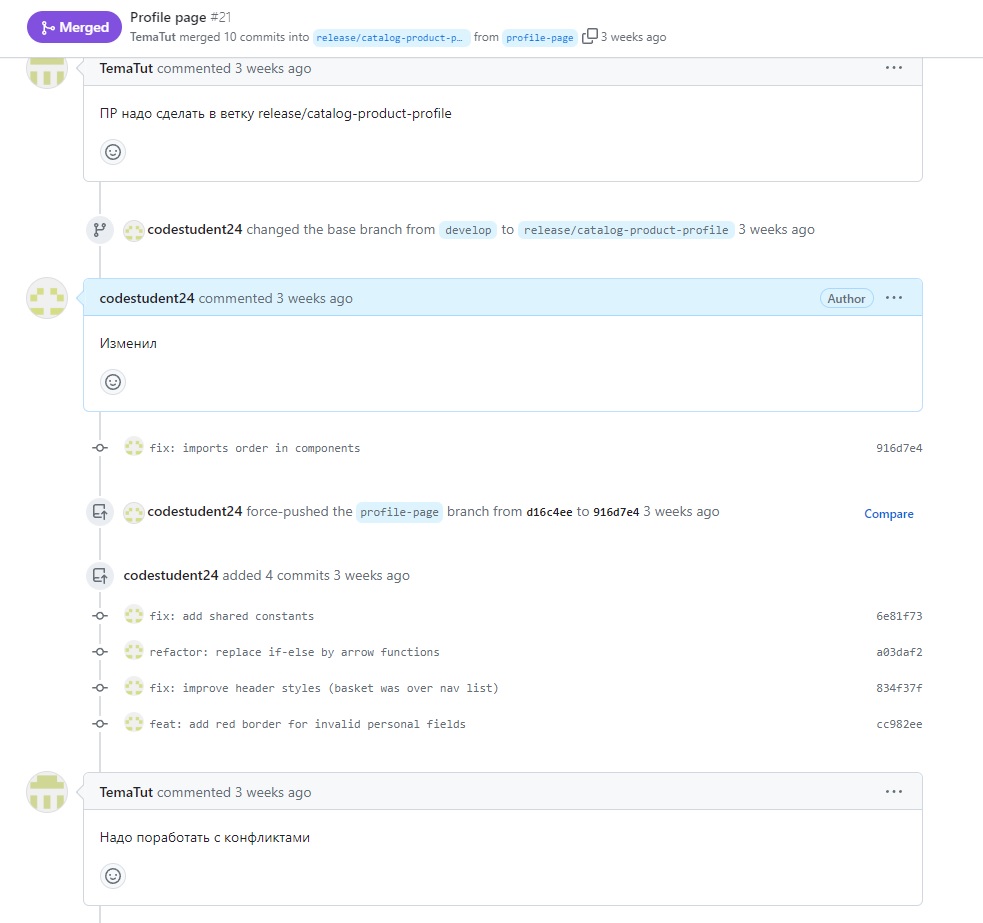 Merged
Profile page #21
TemaTut merged 10 commits into release/catalog-product-p… from profile-page 3 weeks ago
TemaTut commented 3 weeks ago
ПР надо сделать в ветку release/catalog-product-profile
codestudent24 changed the base branch from develop to release/catalog-product-profile 3 weeks ago
codestudent24 commented 3 weeks ago Author
Изменил
fix: imports order in components 916d7e4
codestudent24 force-pushed the profile-page branch from d16c4ee to 916d7e4 3 weeks ago Compare
codestudent24 added 4 commits 3 weeks ago
fix: add shared constants 6e81f73
refactor: replace if-else by arrow functions a03daf2
fix: improve header styles (basket was over nav list) 834f37f
feat: add red border for invalid personal fields cc982ee
TemaTut commented 3 weeks ago
Надо поработать с конфликтами